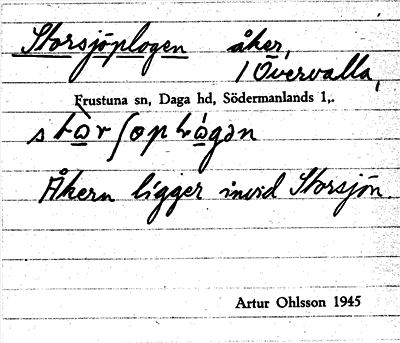 Storsjöplogen åker,
i Övervalla,
Frustuna sn, Daga hd, Södermanlands l,.
Åkern ligger invid Storsjön.
Artur Ohlsson 1945